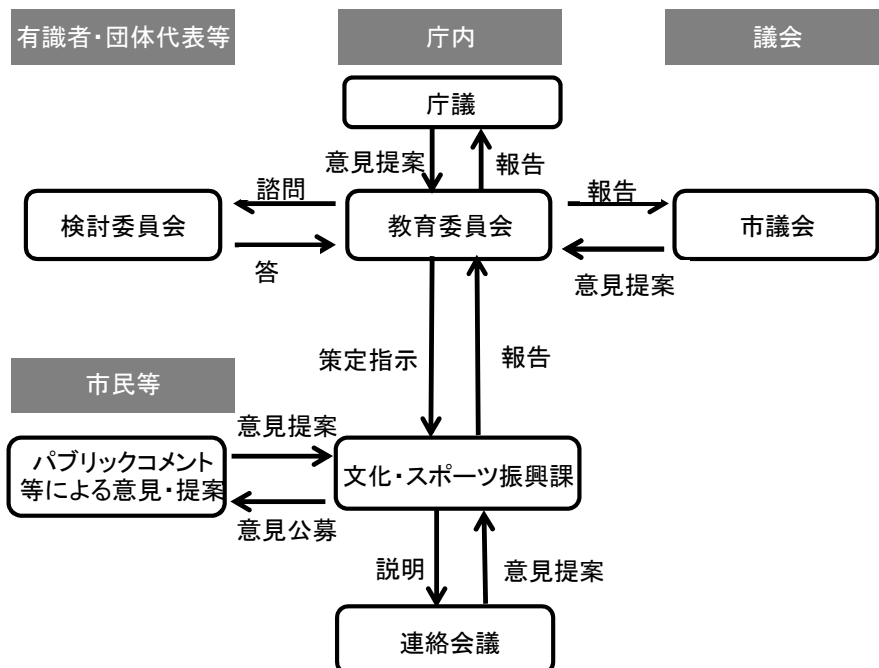 有識者・団体代表等
庁内
議会
庁議
意見提案
報告
諮問
報告
検討委員会
教育委員会
市議会
答
意見提案
策定指示
報告
市民等
意見提案
パブリックコメント
等による意見・提案
文化・スポーツ振興課
意見公募
説明
意見提案
連絡会議